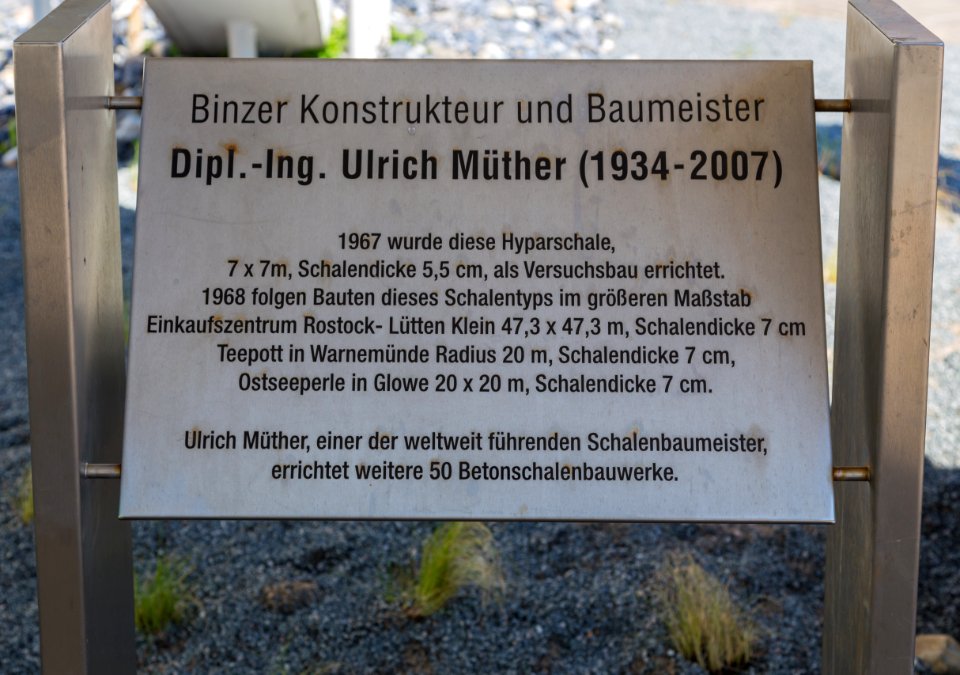 Binzer Konstrukteur und Baumeister
Dipl.-Ing. Ulrich Müther (1934-2007)
1967 wurde diese Hyparschale,
7 x 7m, Schalendicke 5,5 cm, als Versuchsbau errichtet.
1968 folgen Bauten dieses Schalentyps im größeren Maßstab
Einkaufszentrum Rostock- Lütten Klein 47,3 x 47,3 m, Schalendicke 7 cm
Teepott in Warnemünde Radius 20 m, Schalendicke 7 cm,
Ostseeperle in Glowe 20 x 20 m, Schalendicke 7 cm.
Ulrich Müther, einer der weltweit führenden Schalenbaumeister,
errichtet weitere 50 Betonschalenbauwerke.